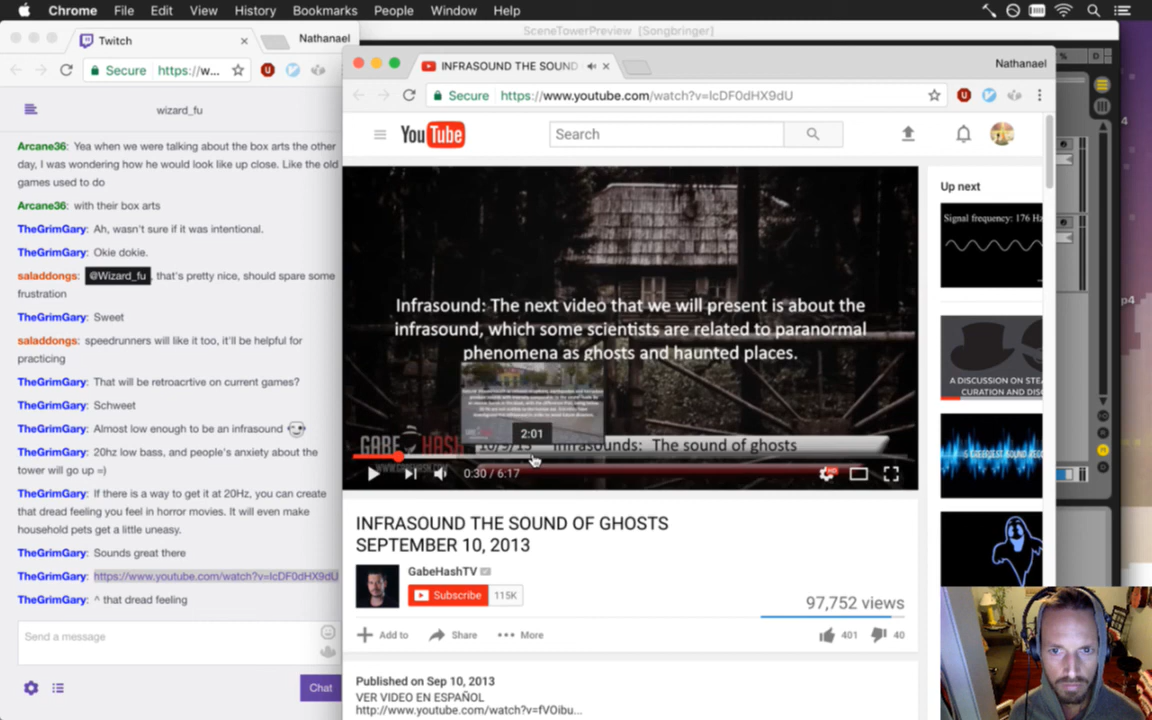 Chrome File Edit View History Bookmarks People Window Help
SceneTowerPreview [Songbringer]
Twitch
Nathanael
Secure https://w...
wizard_fu
Arcane36: Yea when we were talking about the box arts the other
day, I was wondering how he would look like up close. Like the old
games used to do
Arcane36: with their box arts
TheGrimGary: Ah, wasn't sure if it was intentional.
TheGrimGary: Okie dokie.
saladdongs: @Wizard_fu, that's pretty nice, should spare some
frustration
TheGrimGary: Sweet
saladdongs: speedrunners will like it too, it'll be helpful for
practicing
TheGrimGary: That will be retroacrtive on current games?
TheGrimGary: Schweet
TheGrimGary: Almost low enough to be an infrasound
TheGrimGary: 20hz low bass, and people's anxiety about the
tower will go up =)
TheGrimGary: If there is a way to get it at 20Hz, you can create
that dread feeling you feel in horror movies. It will even make
household pets get a little uneasy.
TheGrimGary: Sounds great there
TheGrimGary: https://www.youtube.com/watch?v=lcDF0dHX9dU
TheGrimGary: ^ that dread feeling
Send a message
Chat
INFRASOUND THE SOUND
Nathanael
Secure https://www.youtube.com/watch?v=lcDF0dHX9dU
YouTube
Search
Infrasound: The next video that we will present is about the
infrasound, which some scientists are related to paranormal
phenomena as ghosts and haunted places.
2:01
GABE HASH
Infrasounds: The sound of ghosts
0:30 / 6:17
HD
INFRASOUND THE SOUND OF GHOSTS
SEPTEMBER 10, 2013
GabeHashTV
Subscribe 115K
97,752 views
Add to Share More
401 40
Published on Sep 10, 2013
VER VIDEO EN ESPAÑOL
http://www.youtube.com/watch?v=fVOibu...
Up next
Signal frequency: 176 Hz
A DISCUSSION ON STE
CURATION AND DISC